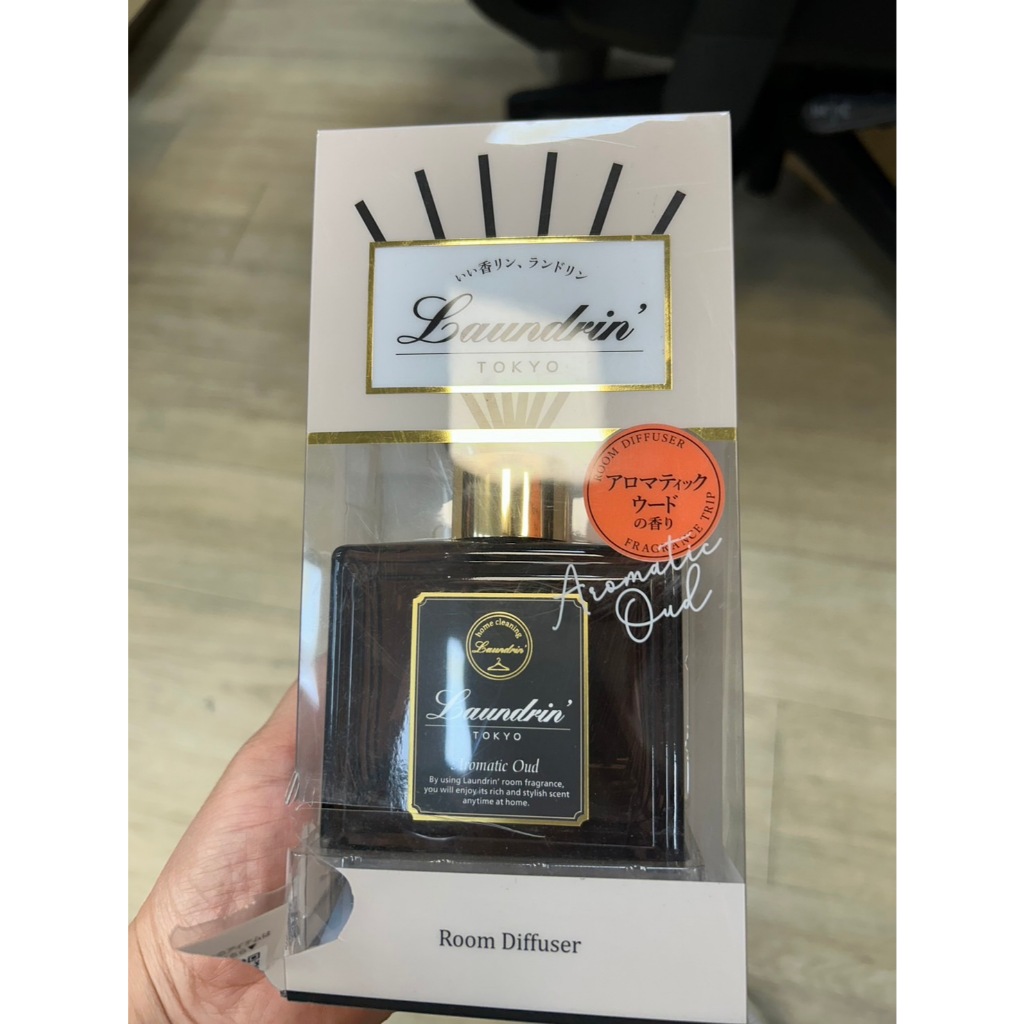 いい香リン、ランドリン
Laundrin'
TOKYO
ROOM DIFFUSER
アロマティック
ウード
の香り
FRAGRANCE TRIP
Aromatic
Oud
home cleaning
Laundrin'
Laundrin'
TOKYO
Aromatic Oud
By using Laundrin' room fragrance,
you will enjoy its rich and stylish scent
anytime at home.
Room Diffuser